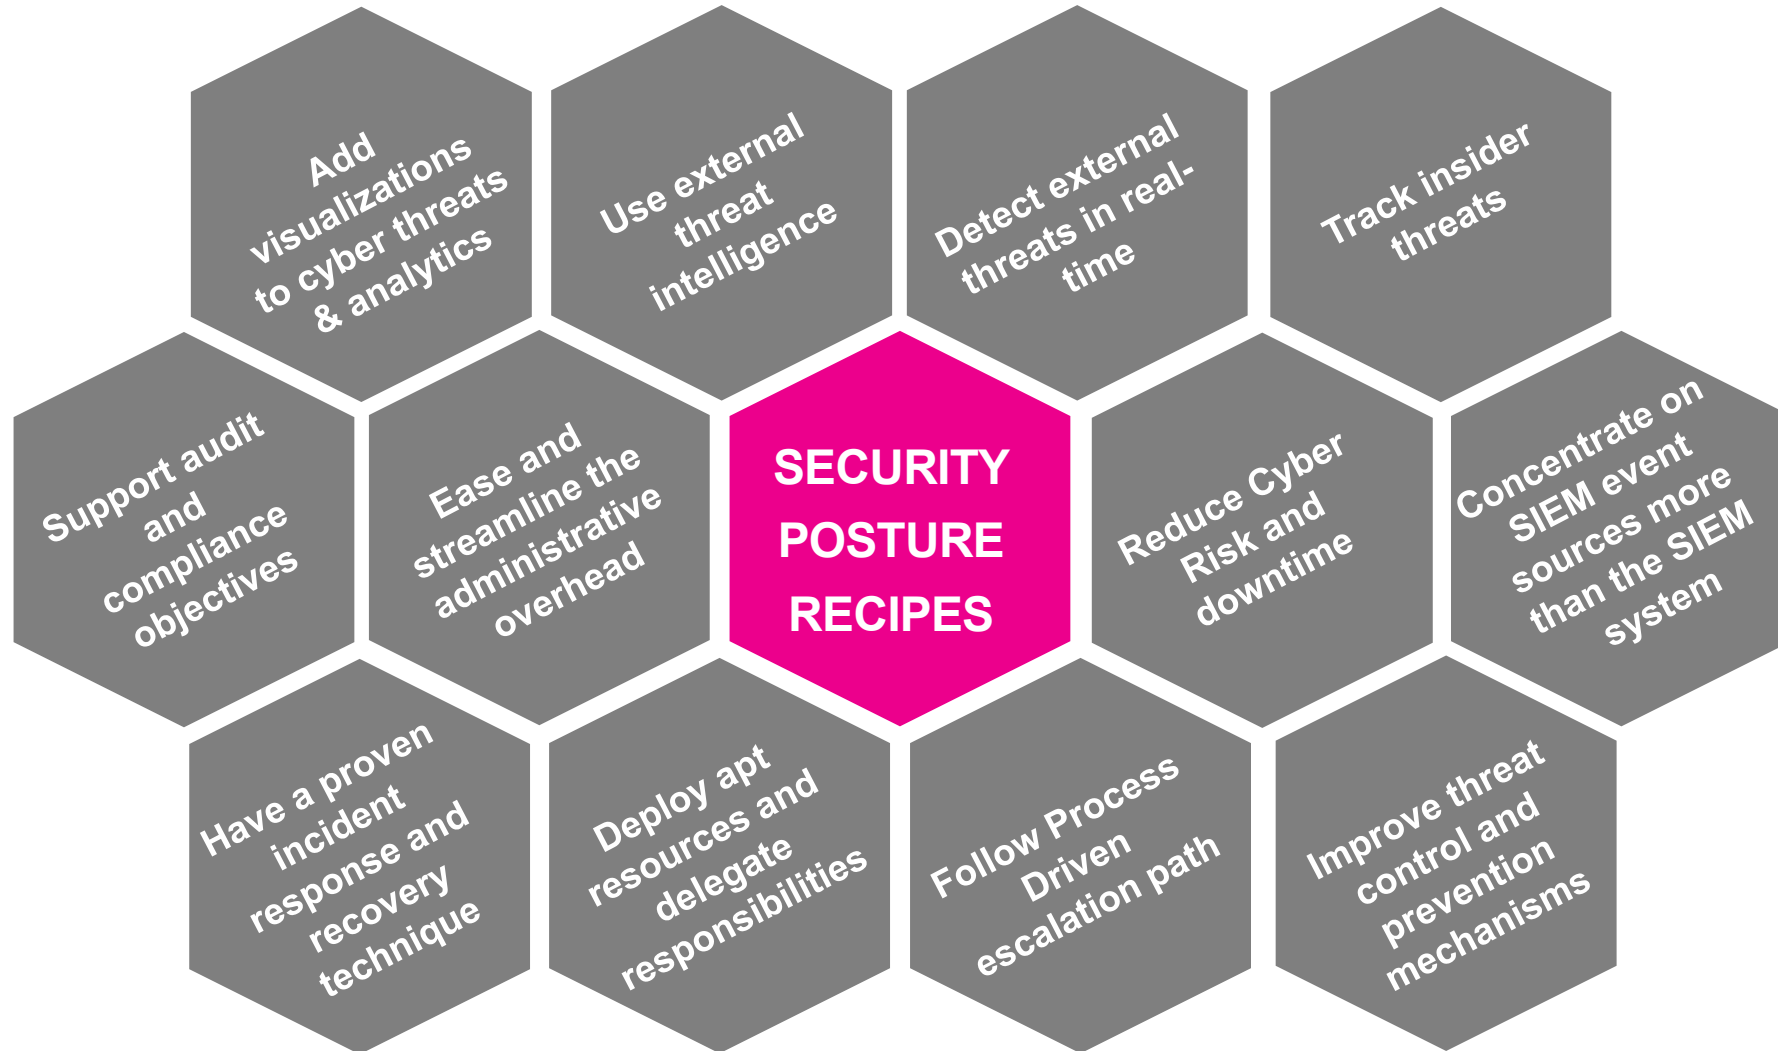 Add
visualizations
to cyber threats
& analytics
Use external
threat
intelligence
Detect external
threats in real-
time
Track insider
threats
Support audit
and
compliance
objectives
Ease and
streamline the
administrative
overhead
SECURITY
POSTURE
RECIPES
Reduce Cyber
Risk and
downtime
Concentrate on
SIEM event
sources more
than the SIEM
system
Have a proven
incident
response and
recovery
technique
Deploy apt
resources and
delegate
responsibilities
Follow Process
Driven
escalation path
Improve threat
control and
prevention
mechanisms